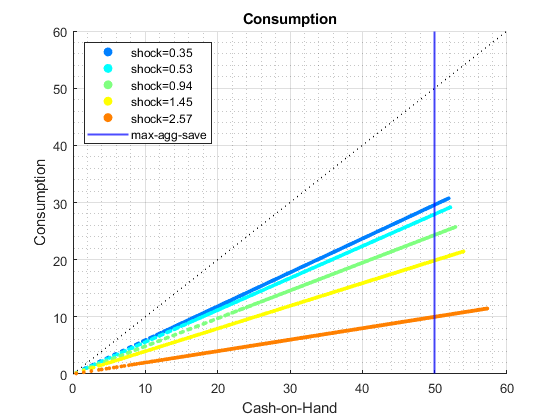 Consumption
60
50
40
30
20
10
0
Consumption
shock=0.35
shock=0.53
shock=0.94
shock=1.45
shock=2.57
max-agg-save
0 10 20 30 40 50 60
Cash-on-Hand